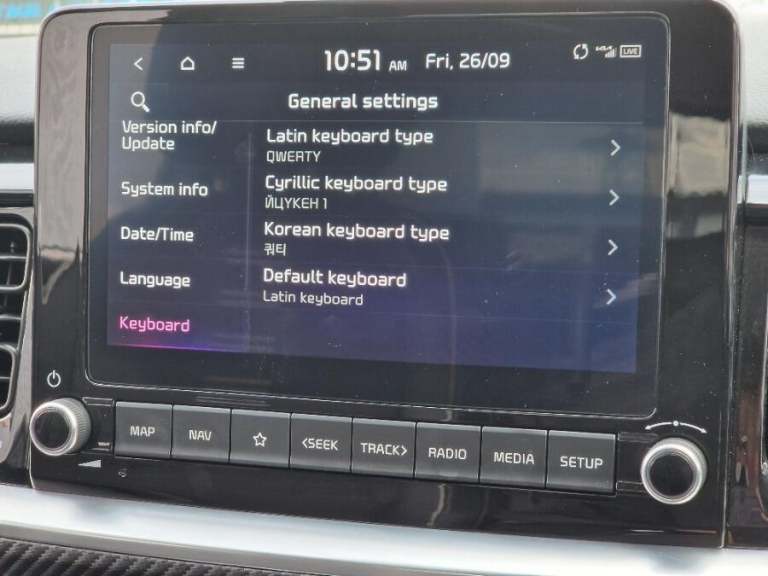 10:51 AM Fri, 26/09
LIVE
General settings
Version info/
Update
System info
Date/Time
Language
Keyboard
Latin keyboard type
QWERTY
Cyrillic keyboard type
ЙЦУКЕН 1
Korean keyboard type
쿼티
Default keyboard
Latin keyboard
MAP NAV <SEEK TRACK> RADIO MEDIA SETUP